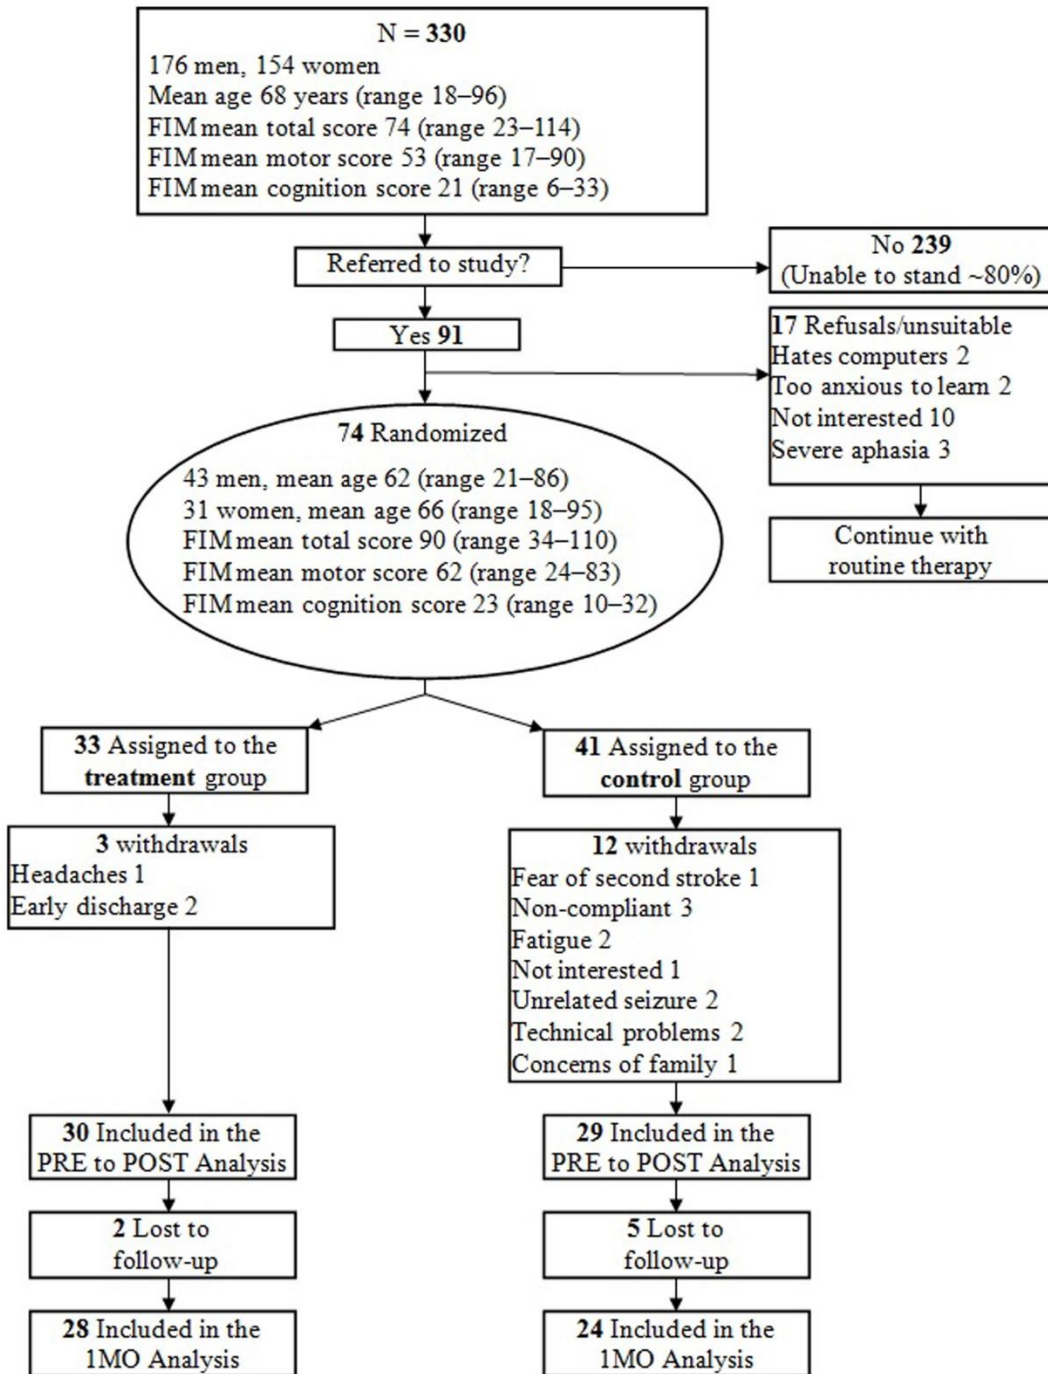 N = 330
176 men, 154 women
Mean age 68 years (range 18–96)
FIM mean total score 74 (range 23–114)
FIM mean motor score 53 (range 17–90)
FIM mean cognition score 21 (range 6–33)
Referred to study?
No 239
(Unable to stand ~80%)
Yes 91
17 Refusals/unsuitable
Hates computers 2
Too anxious to learn 2
Not interested 10
Severe aphasia 3
Continue with
routine therapy
74 Randomized
43 men, mean age 62 (range 21–86)
31 women, mean age 66 (range 18–95)
FIM mean total score 90 (range 34–110)
FIM mean motor score 62 (range 24–83)
FIM mean cognition score 23 (range 10–32)
33 Assigned to the
treatment group
41 Assigned to the
control group
3 withdrawals
Headaches 1
Early discharge 2
12 withdrawals
Fear of second stroke 1
Non-compliant 3
Fatigue 2
Not interested 1
Unrelated seizure 2
Technical problems 2
Concerns of family 1
30 Included in the
PRE to POST Analysis
29 Included in the
PRE to POST Analysis
2 Lost to
follow-up
5 Lost to
follow-up
28 Included in the
1MO Analysis
24 Included in the
1MO Analysis